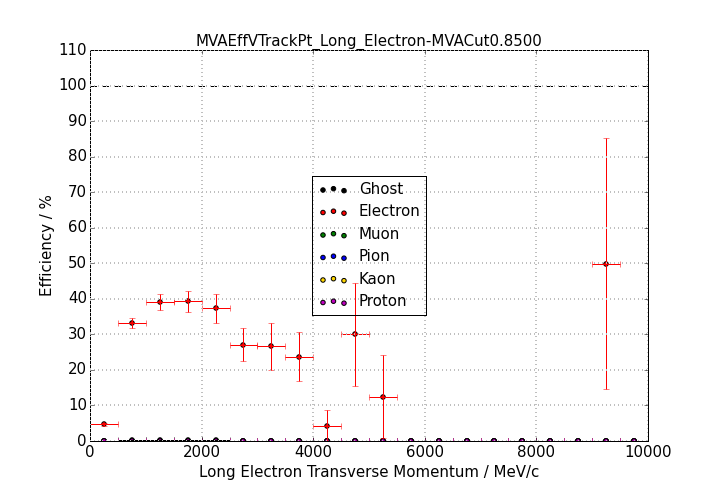 MVAEffVTrackPt_Long_Electron-MVACut0.8500
110
100
90
80
70
60
50
40
30
20
10
0
Efficiency / %
Ghost
Electron
Muon
Pion
Kaon
Proton
0 2000 4000 6000 8000 10000
Long Electron Transverse Momentum / MeV/c